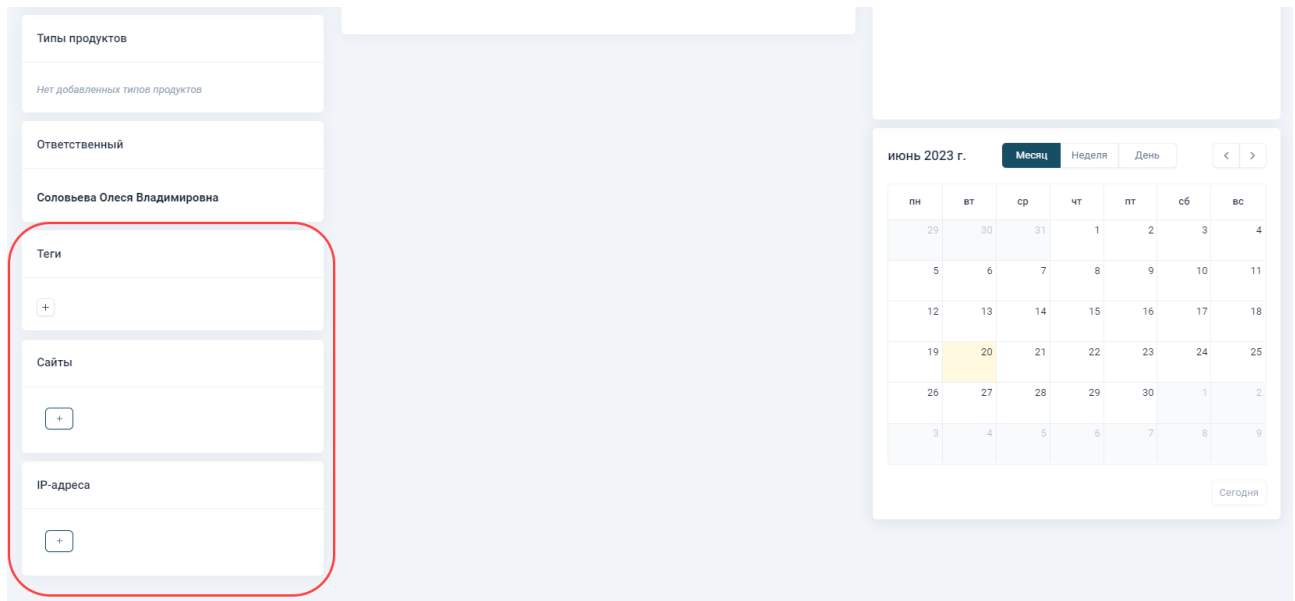 Типы продуктов
Нет добавленных типов продуктов
Ответственный
Соловьева Олеся Владимировна
Теги
+
Сайты
+
IP-адреса
+
июнь 2023 г.
Месяц Неделя День
< >
пн вт ср чт пт сб вс
29 30 31 1 2 3 4
5 6 7 8 9 10 11
12 13 14 15 16 17 18
19 20 21 22 23 24 25
26 27 28 29 30 1 2
3 4 5 6 7 8 9
Сегодня